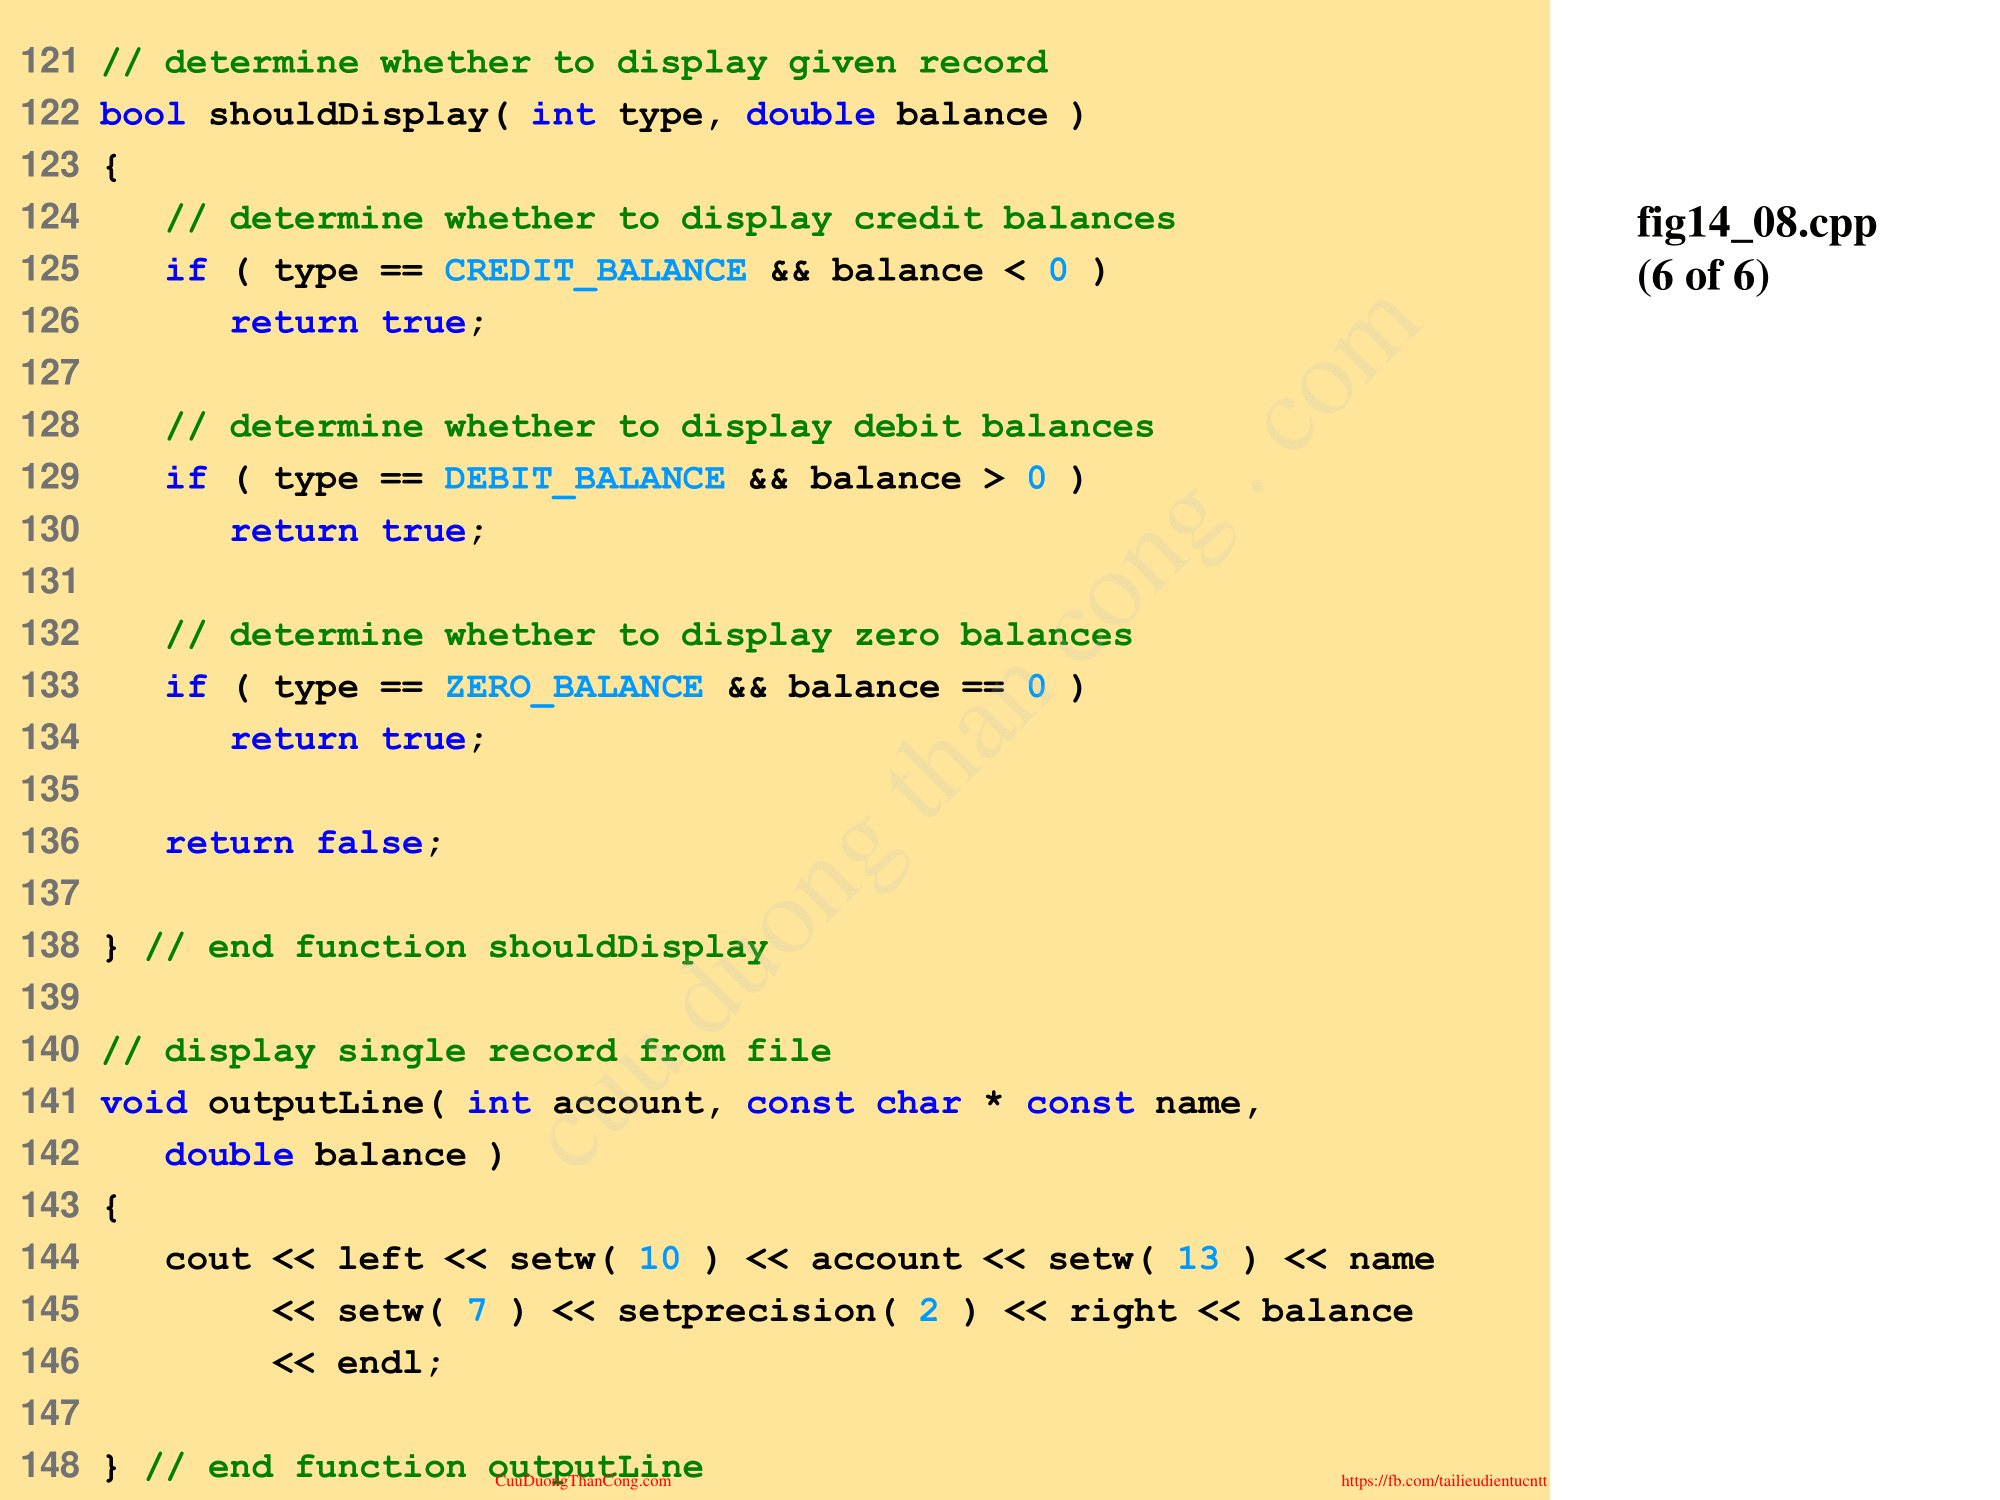 121 // determine whether to display given record
122 bool shouldDisplay( int type, double balance )
123 {
124    // determine whether to display credit balances
125    if ( type == CREDIT_BALANCE && balance < 0 )
126       return true;
127
128    // determine whether to display debit balances
129    if ( type == DEBIT_BALANCE && balance > 0 )
130       return true;
131
132    // determine whether to display zero balances
133    if ( type == ZERO_BALANCE && balance == 0 )
134       return true;
135
136    return false;
137
138 } // end function shouldDisplay
139
140 // display single record from file
141 void outputLine( int account, const char * const name,
142    double balance )
143 {
144    cout << left << setw( 10 ) << account << setw( 13 ) << name
145         << setw( 7 ) << setprecision( 2 ) << right << balance
146         << endl;
147
148 } // end function outputLine
fig14_08.cpp
(6 of 6)
cuu duong than cong . com
CuuDuongThanCong.com
https://fb.com/tailieudientucntt